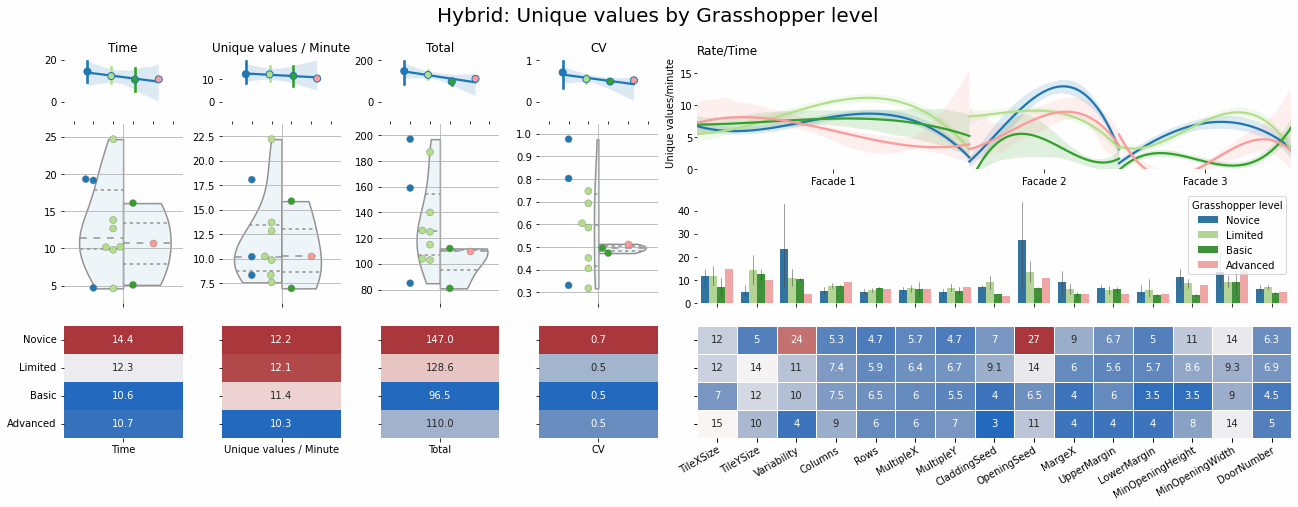 Hybrid: Unique values by Grasshopper level
Time
Unique values / Minute
Total
CV
Rate/Time
20
0
10
0
200
0
1
0
Unique values/minute
15
10
5
0
Facade 1
Facade 2
Facade 3
25
20
15
10
5
22.5
20.0
17.5
15.0
12.5
10.0
7.5
200
180
160
140
120
100
80
1.0
0.9
0.8
0.7
0.6
0.5
0.4
0.3
40
30
20
10
0
Grasshopper level
Novice
Limited
Basic
Advanced
Novice 14.4 12.2 147.0 0.7 12 5 24 5.3 4.7 5.7 4.7 7 27 9 6.7 5 11 14 6.3
Limited 12.3 12.1 128.6 0.5 12 14 11 7.4 5.9 6.4 6.7 9.1 14 6 5.6 5.7 8.6 9.3 6.9
Basic 10.6 11.4 96.5 0.5 7 12 10 7.5 6.5 6 5.5 4 6.5 4 6 3.5 3.5 9 4.5
Advanced 10.7 10.3 110.0 0.5 15 10 4 9 6 6 7 3 11 4 4 4 8 14 5
Time
Unique values / Minute
Total
CV
TileXSize
TileYSize
Variability
Columns
Rows
MultipleX
MultipleY
CladdingSeed
OpeningSeed
MargeX
UpperMargin
LowerMargin
MinOpeningHeight
MinOpeningWidth
DoorNumber